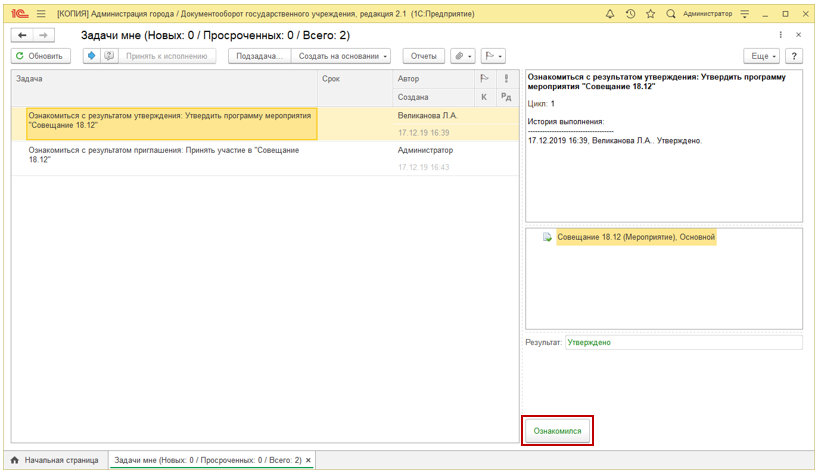 [КОПИЯ] Администрация города / Документооборот государственного учреждения, редакция 2.1 (1С:Предприятие)
Администратор
Задачи мне (Новых: 0 / Просроченных: 0 / Всего: 2)
Обновить
Принять к исполнению
Подзадача...
Создать на основании
Отчеты
Еще
?
Задача
Срок
Автор
Создана
К
Рд
Ознакомиться с результатом утверждения: Утвердить программу мероприятия
"Совещание 18.12"
Великанова Л.А.
17.12.19 16:39
Ознакомиться с результатом приглашения: Принять участие в "Совещание
18.12"
Администратор
17.12.19 16:43
Ознакомиться с результатом утверждения: Утвердить программу
мероприятия "Совещание 18.12"
Цикл: 1
История выполнения:
------------------------------------
17.12.2019 16:39, Великанова Л.А.. Утверждено.
Совещание 18.12 (Мероприятие), Основной
Результат: Утверждено
Ознакомился
Начальная страница
Задачи мне (Новых: 0 / Просроченных: 0 / Всего: 2)